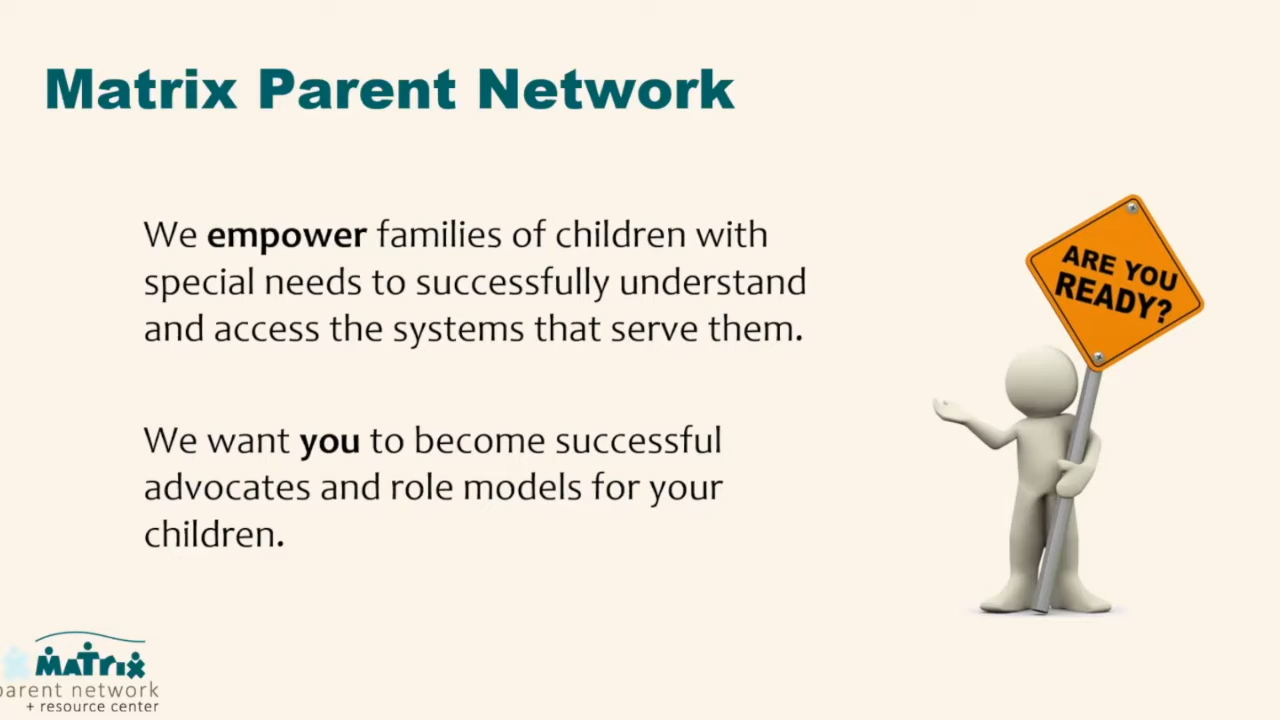 Matrix Parent Network
We empower families of children with
special needs to successfully understand
and access the systems that serve them.
We want you to become successful
advocates and role models for your
children.
ARE YOU
READY?
MATRIX
parent network
+ resource center